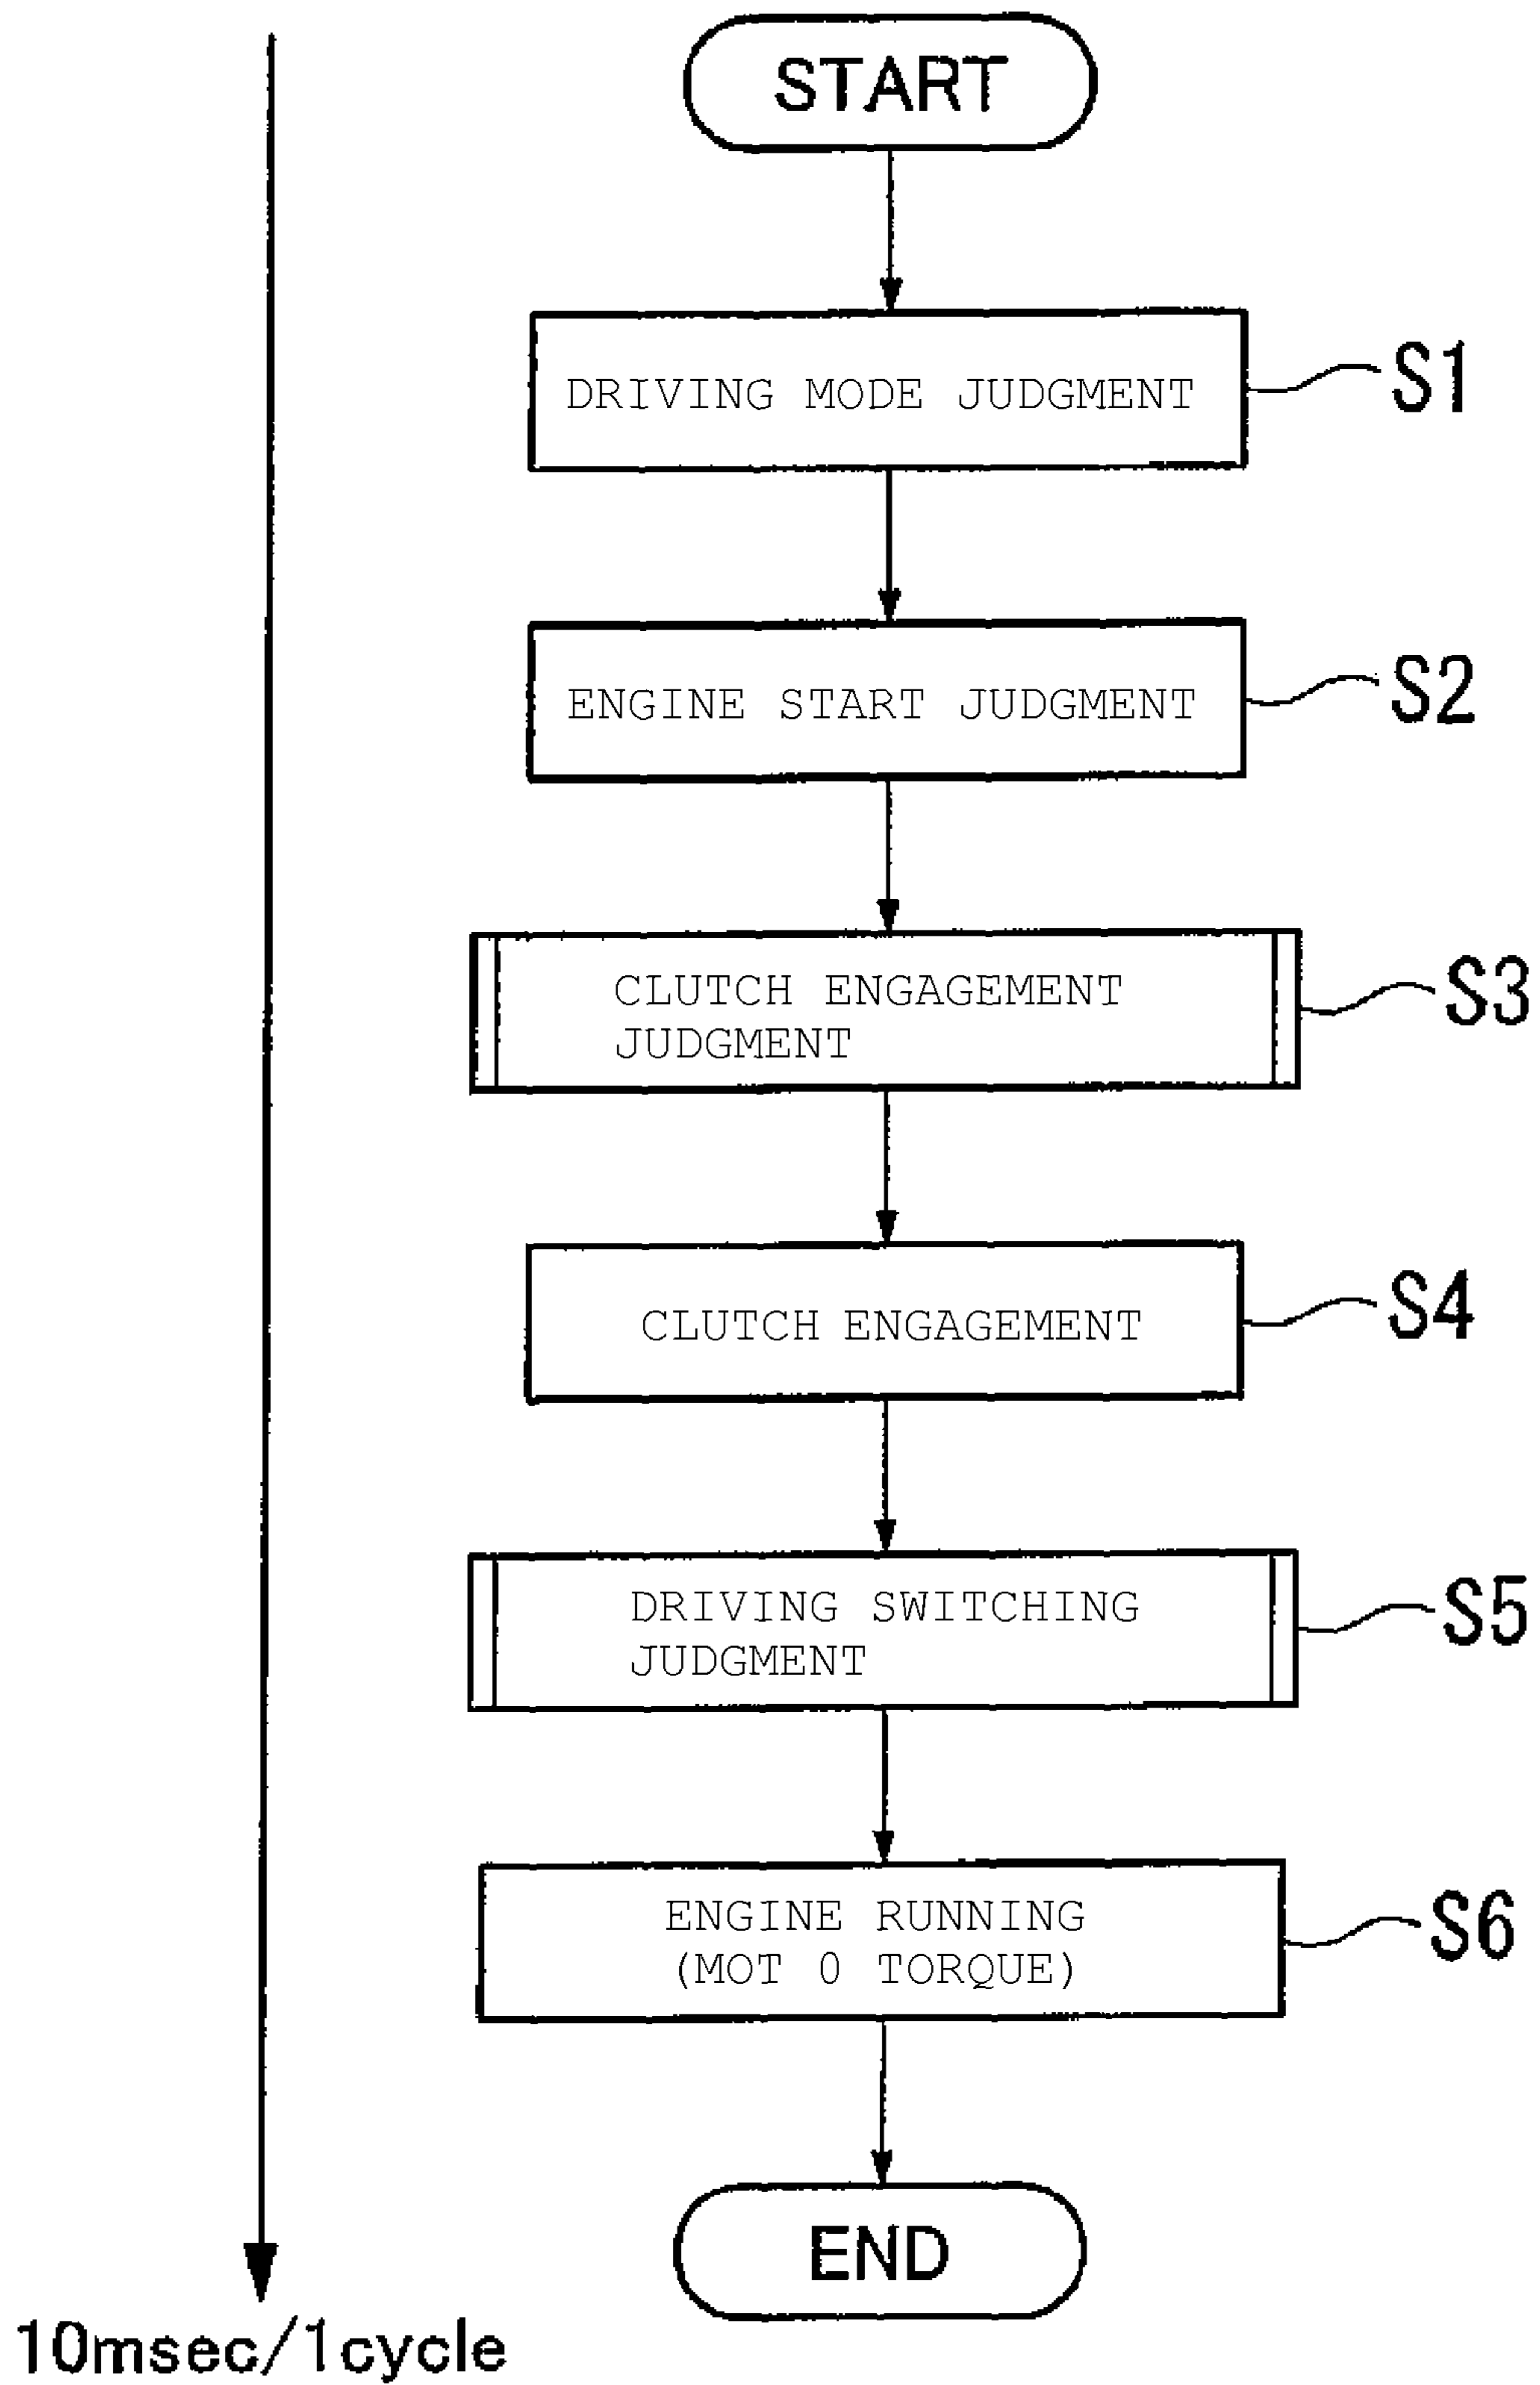 START
DRIVING MODE JUDGMENT
S1
ENGINE START JUDGMENT
S2
CLUTCH ENGAGEMENT
JUDGMENT
S3
CLUTCH ENGAGEMENT
S4
DRIVING SWITCHING
JUDGMENT
S5
ENGINE RUNNING
(MOT 0 TORQUE)
S6
END
10msec/1cycle